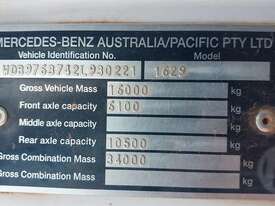 MERCEDES-BENZ AUSTRALIA/PACIFIC PTY LTD
Vehicle Identification No. Model
WDB9763742L930221 1629
Gross Vehicle Mass 16000 kg
Front axle capacity 6100 kg
Middle axle capacity kg
Rear axle capacity 10500 kg
Gross Combination Mass 34000 kg
Gross Combination Mass kg